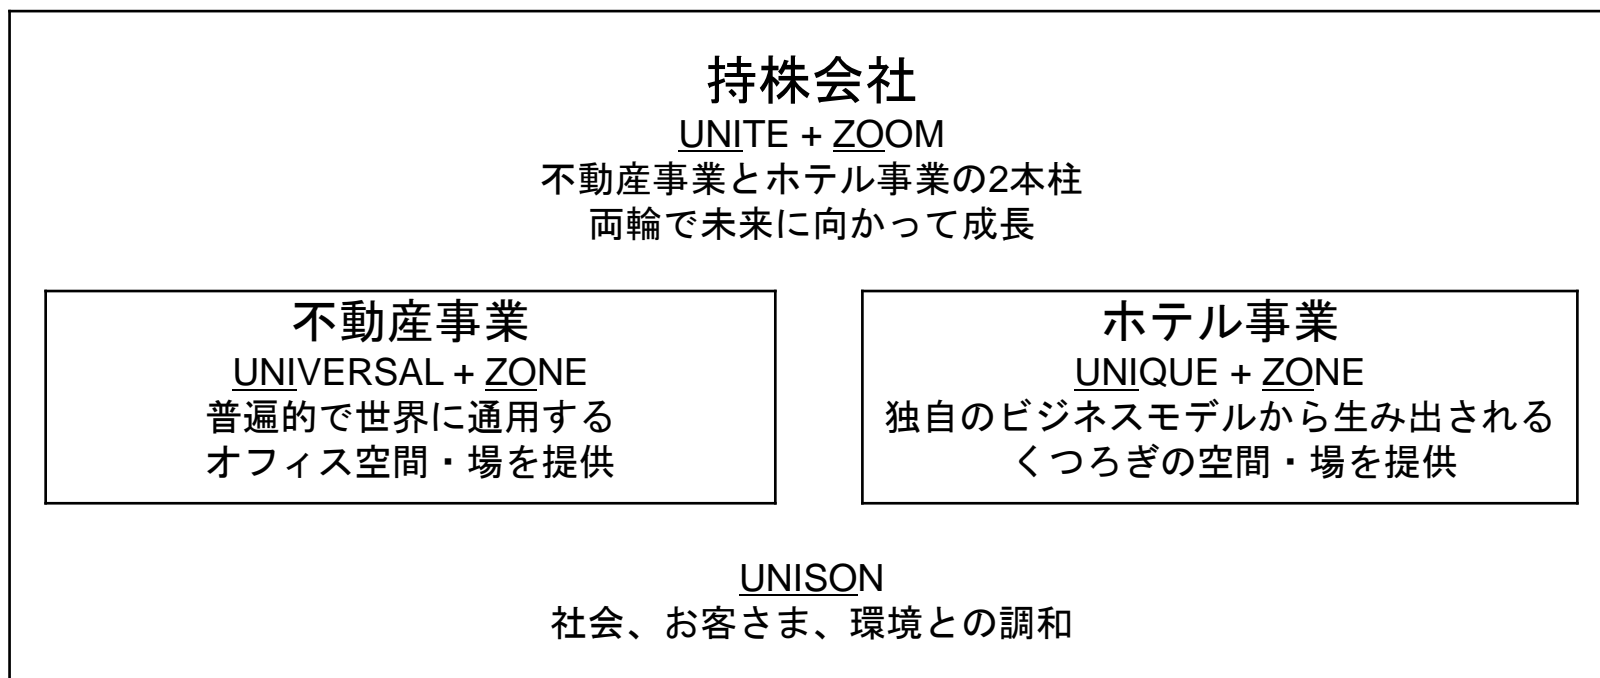 持株会社
UNITE + ZOOM
不動産事業とホテル事業の2本柱
両輪で未来に向かって成長
不動産事業
UNIVERSAL + ZONE
普遍的で世界に通用する
オフィス空間・場を提供
ホテル事業
UNIQUE + ZONE
独自のビジネスモデルから生み出される
くつろぎの空間・場を提供
UNISON
社会、お客さま、環境との調和